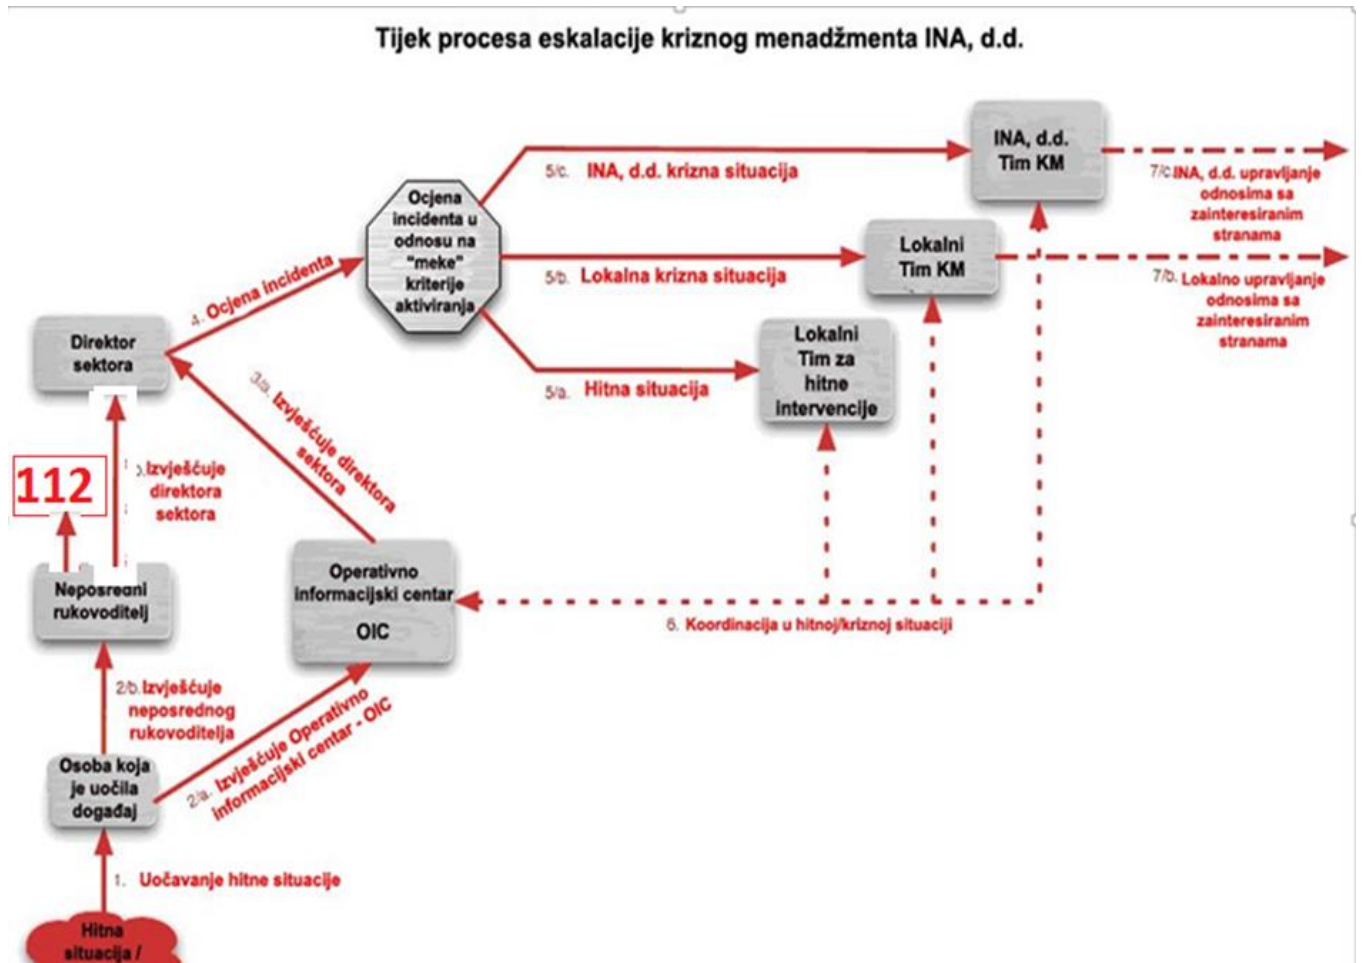 Tijek procesa eskalacije kriznog menadžmenta INA, d.d.
INA, d.d.
Tim KM
5/c. INA, d.d. krizna situacija
7/c. INA, d.d. upravljanje
odnosima sa
zainteresiranim
stranama
Ocjena
incidenta u
odnosu na
"meke"
kriterije
aktiviranja
Lokalni
Tim KM
5/b. Lokalna krizna situacija
7/b. Lokalno upravljanje
odnosima sa
zainteresiranim
stranama
4. Ocjena incidenta
Direktor
sektora
Lokalni
Tim za
hitne
intervencije
5/a. Hitna situacija
3/a. Izvješćuje direktora
sektora
Izvješćuje
direktora
sektora
112
Neposredni
rukovoditelj
Operativno
informacijski centar
OIC
6. Koordinacija u hitnoj/kriznoj situaciji
2/b. Izvješćuje
neposrednog
rukovoditelja
2/a. Izvješćuje Operativno
informacijski centar - OIC
Osoba koja
je uočila
događaj
1. Uočavanje hitne situacije
Hitna
situacija /